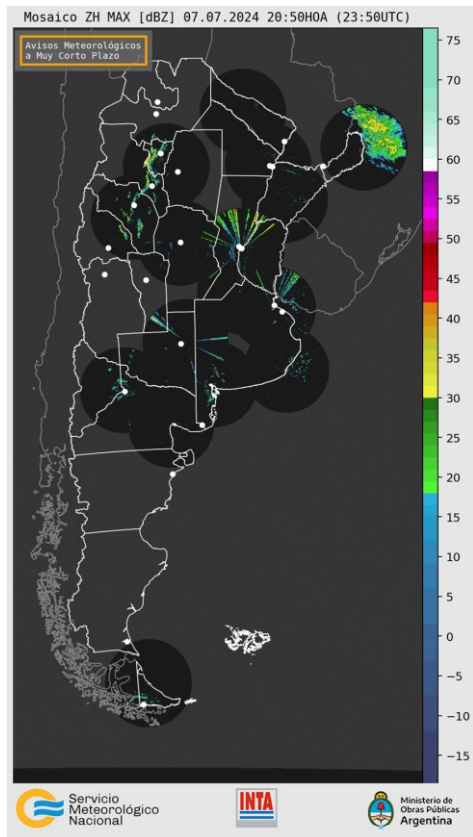 Mosaico ZH MAX [dBZ] 07.07.2024 20:50HOA (23:50UTC)
Avisos Meteorológicos
a Muy Corto Plazo
75
70
65
60
55
50
45
40
35
30
25
20
15
10
5
0
−5
−10
−15
Servicio
Meteorológico
Nacional
INTA
Ministerio de
Obras Públicas
Argentina